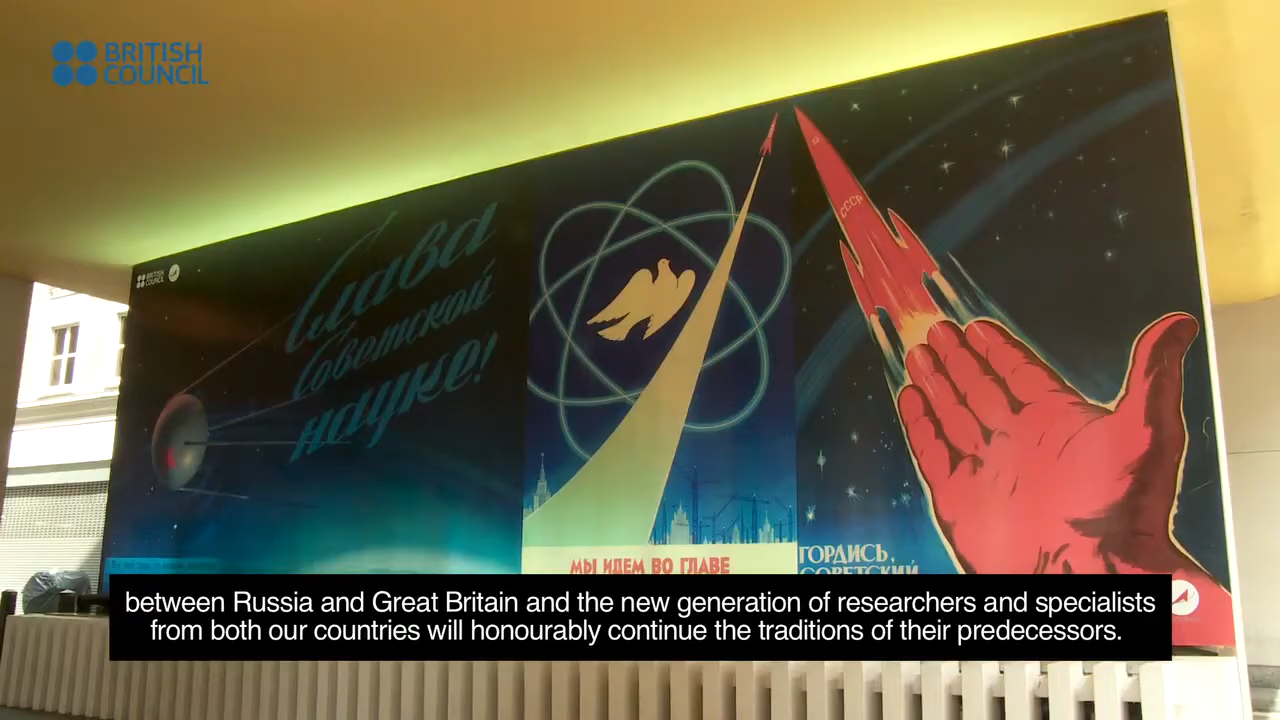 BRITISH
COUNCIL
BRITISH
COUNCIL
Слава
Советской
науке!
СССР
МЫ ИДЕМ ВО ГЛАВЕ
ГОРДИСЬ,
СОВЕТСКИЙ
between Russia and Great Britain and the new generation of researchers and specialists
from both our countries will honourably continue the traditions of their predecessors.